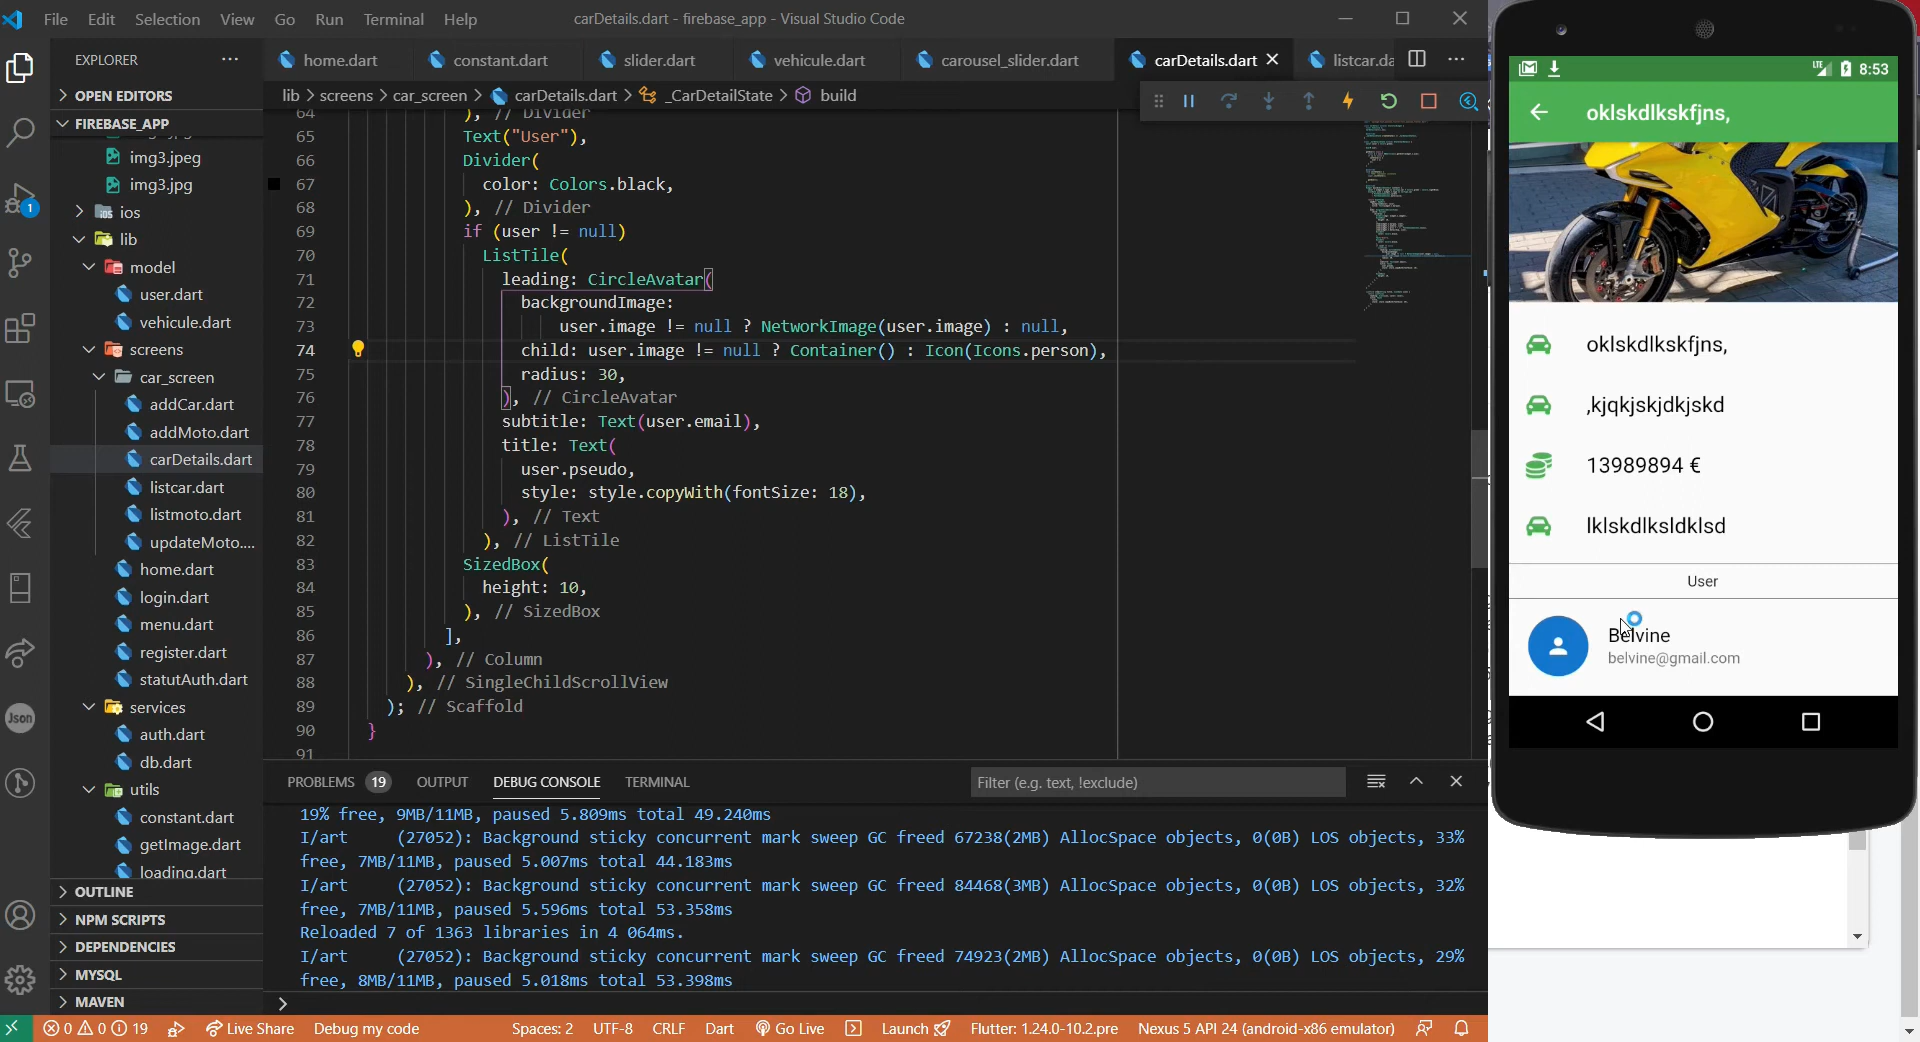 File Edit Selection View Go Run Terminal Help
carDetails.dart - firebase_app - Visual Studio Code
EXPLORER
home.dart
constant.dart
slider.dart
vehicule.dart
carousel_slider.dart
carDetails.dart
listcar.da
lib > screens > car_screen > carDetails.dart > _CarDetailState > build
OPEN EDITORS
FIREBASE_APP
img3.jpeg
img3.jpg
ios
lib
model
user.dart
vehicule.dart
screens
car_screen
addCar.dart
addMoto.dart
carDetails.dart
listcar.dart
listmoto.dart
updateMoto....
home.dart
login.dart
menu.dart
register.dart
statutAuth.dart
services
auth.dart
db.dart
utils
constant.dart
getImage.dart
loading.dart
OUTLINE
NPM SCRIPTS
DEPENDENCIES
MYSQL
MAVEN
1
Json
64 ), // Divider
65 Text("User"),
66 Divider(
67 color: Colors.black,
68 ), // Divider
69 if (user != null)
70 ListTile(
71 leading: CircleAvatar(
72 backgroundImage:
73 user.image != null ? NetworkImage(user.image) : null,
74 child: user.image != null ? Container() : Icon(Icons.person),
75 radius: 30,
76 ), // CircleAvatar
77 subtitle: Text(user.email),
78 title: Text(
79 user.pseudo,
80 style: style.copyWith(fontSize: 18),
81 ), // Text
82 ), // ListTile
83 SizedBox(
84 height: 10,
85 ), // SizedBox
86 ],
87 ), // Column
88 ), // SingleChildScrollView
89 ); // Scaffold
90 }
91
PROBLEMS 19 OUTPUT DEBUG CONSOLE TERMINAL
Filter (e.g. text, !exclude)
19% free, 9MB/11MB, paused 5.809ms total 49.240ms
I/art (27052): Background sticky concurrent mark sweep GC freed 67238(2MB) AllocSpace objects, 0(0B) LOS objects, 33%
free, 7MB/11MB, paused 5.007ms total 44.183ms
I/art (27052): Background sticky concurrent mark sweep GC freed 84468(3MB) AllocSpace objects, 0(0B) LOS objects, 32%
free, 7MB/11MB, paused 5.596ms total 53.358ms
Reloaded 7 of 1363 libraries in 4 064ms.
I/art (27052): Background sticky concurrent mark sweep GC freed 74923(2MB) AllocSpace objects, 0(0B) LOS objects, 29%
free, 8MB/11MB, paused 5.018ms total 53.398ms
0 0 19 Live Share Debug my code Spaces: 2 UTF-8 CRLF Dart Go Live Launch Flutter: 1.24.0-10.2.pre Nexus 5 API 24 (android-x86 emulator)
LTE 8:53
oklskdlkskfjns,
oklskdlkskfjns,
,kjqkjskjdkjskd
13989894 €
lklskdlksldklsd
User
Belvine
belvine@gmail.com